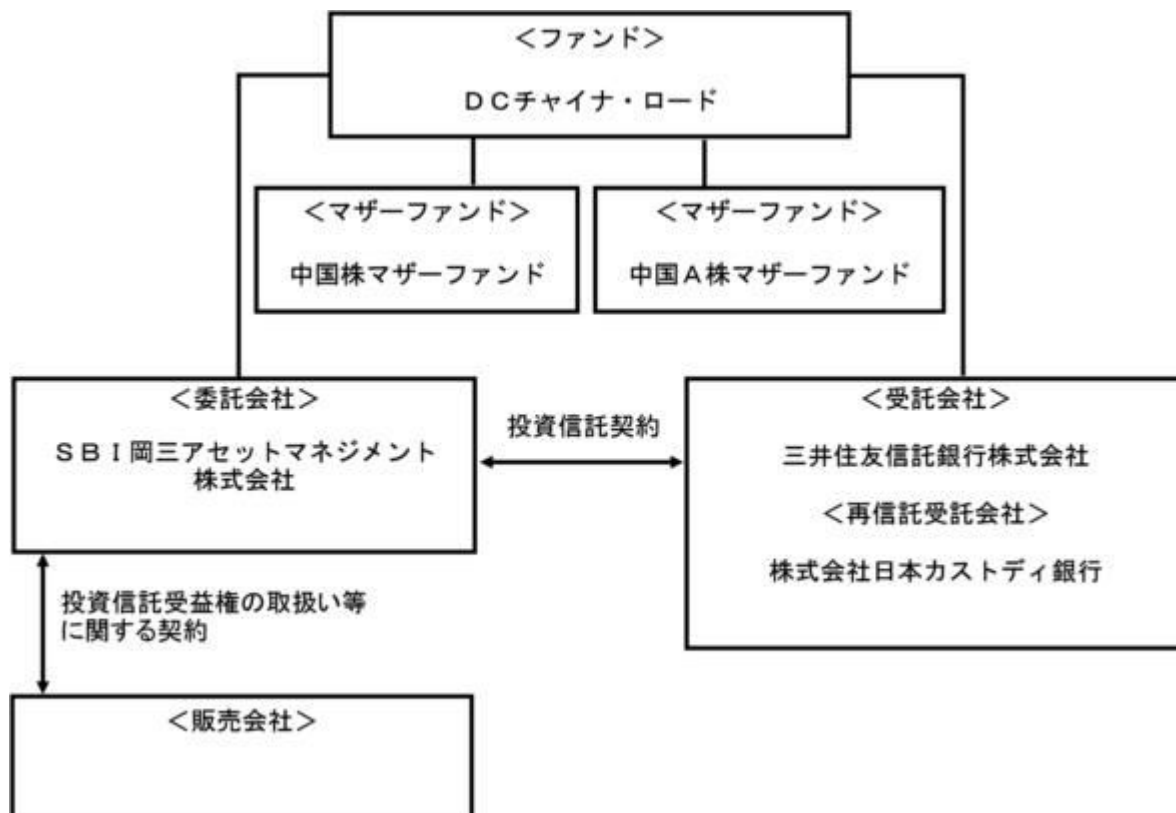 ＜ファンド＞
ＤＣチャイナ・ロード
＜マザーファンド＞
中国株マザーファンド
＜マザーファンド＞
中国Ａ株マザーファンド
＜委託会社＞
ＳＢＩ岡三アセットマネジメント
株式会社
投資信託契約
＜受託会社＞
三井住友信託銀行株式会社
＜再信託受託会社＞
株式会社日本カストディ銀行
投資信託受益権の取扱い等
に関する契約
＜販売会社＞